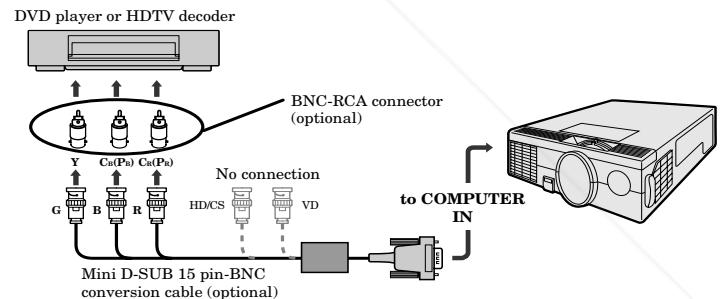 DVD player or HDTV decoder
BNC-RCA connector
(optional)
Y CB(PB) CR(PR)
No connection
G B R HD/CS VD
to COMPUTER
IN
Mini D-SUB 15 pin-BNC
conversion cable (optional)